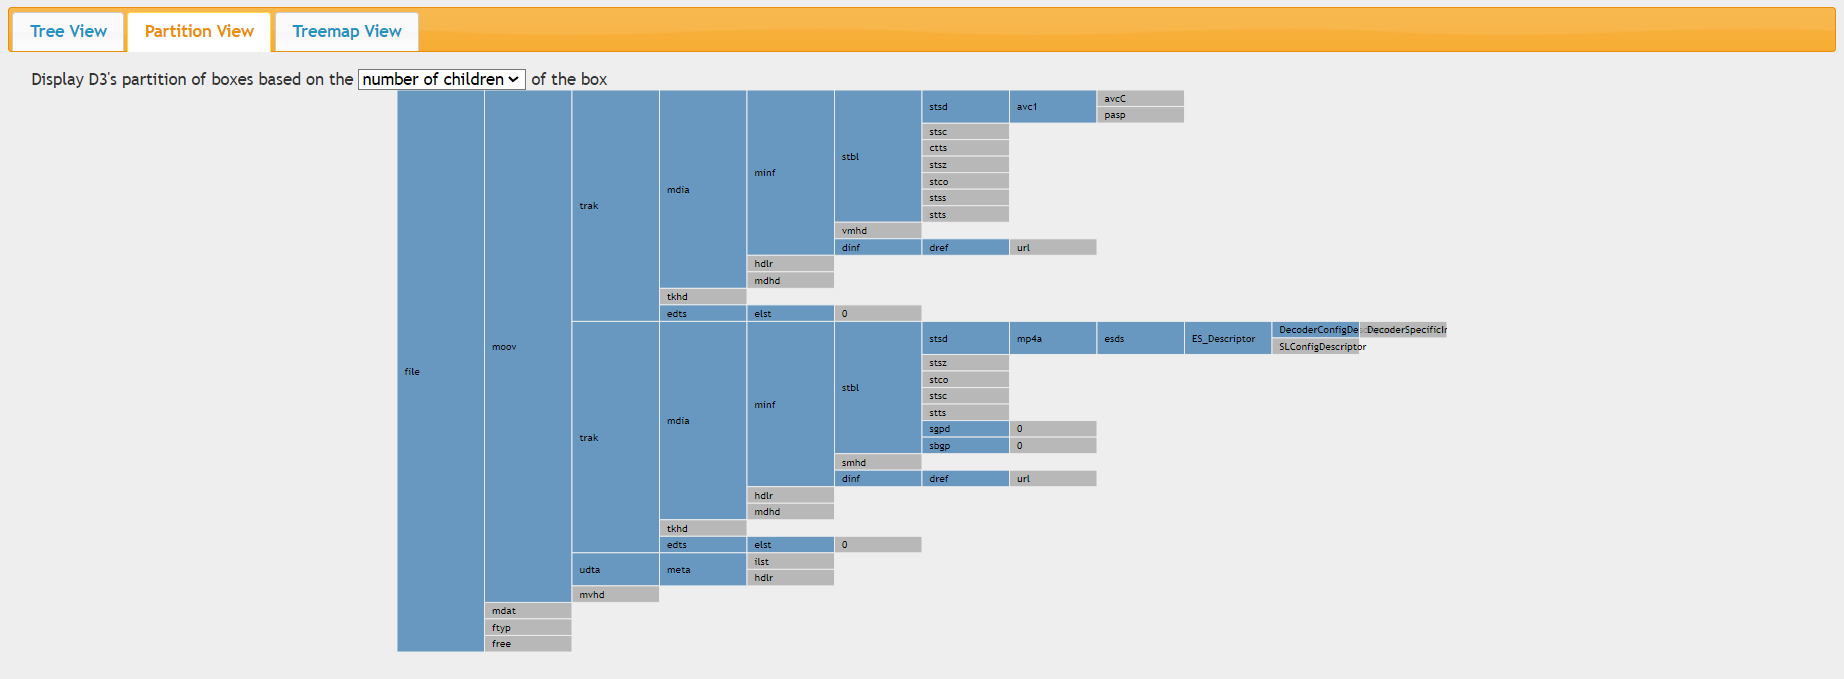 Tree View Partition View Treemap View
Display D3's partition of boxes based on the number of children of the box
stsd avc1 avcC
pasp
stsc
ctts
stbl stsz
minf stco
mdia stss
trak stts
vmhd
dinf dref url
hdlr
mdhd
tkhd
edts elst 0
stsd mp4a esds ES_Descriptor DecoderConfigDe DecoderSpecificIr
moov SLConfigDescriptor
stsz
file stco
stbl stsc
minf stts
mdia sgpd 0
trak sbgp 0
smhd
dinf dref url
hdlr
mdhd
tkhd
edts elst 0
udta meta ilst
hdlr
mvhd
mdat
ftyp
free